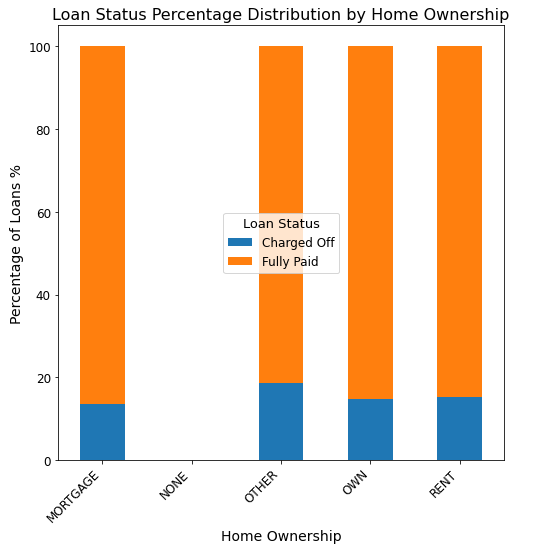 Loan Status Percentage Distribution by Home Ownership
Percentage of Loans %
100
80
60
40
20
0
Loan Status
Charged Off
Fully Paid
MORTGAGE
NONE
OTHER
OWN
RENT
Home Ownership